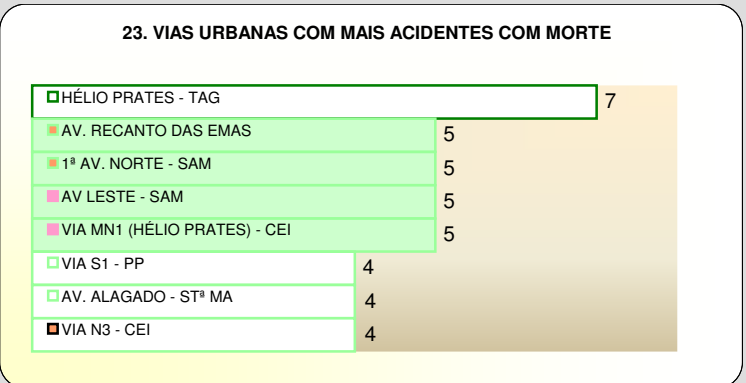 23. VIAS URBANAS COM MAIS ACIDENTES COM MORTE
HÉLIO PRATES - TAG 7
AV. RECANTO DAS EMAS 5
1ª AV. NORTE - SAM 5
AV LESTE - SAM 5
VIA MN1 (HÉLIO PRATES) - CEI 5
VIA S1 - PP 4
AV. ALAGADO - STª MA 4
VIA N3 - CEI 4